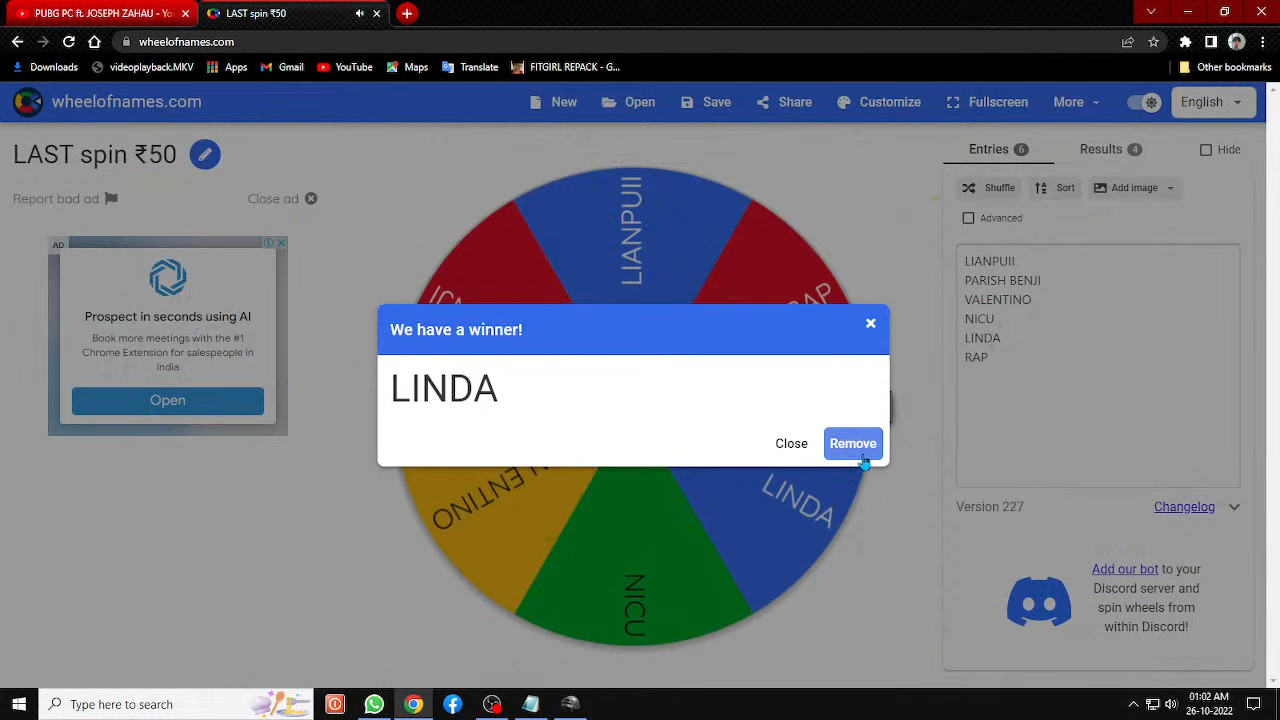 PUBG PC ft. JOSEPH ZAHAU - You
LAST spin ₹50
wheelofnames.com
Downloads
videoplayback.MKV
Apps
Gmail
YouTube
Maps
Translate
FITGIRL REPACK - G...
Other bookmarks
wheelofnames.com
New
Open
Save
Share
Customize
Fullscreen
More
English
LAST spin ₹50
Report bad ad
Close ad
AD
Prospect in seconds using AI
Book more meetings with the #1
Chrome Extension for salespeople in
India
Open
LIANPUII
RAP
LINDA
NICU
We have a winner!
LINDA
Close
Remove
Entries 6
Results 4
Hide
Shuffle
Sort
Add image
Advanced
LIANPUII
PARISH BENJI
VALENTINO
NICU
LINDA
RAP
Version 227
Changelog
Add our bot to your
Discord server and
spin wheels from
within Discord!
Type here to search
01:02 AM
26-10-2022